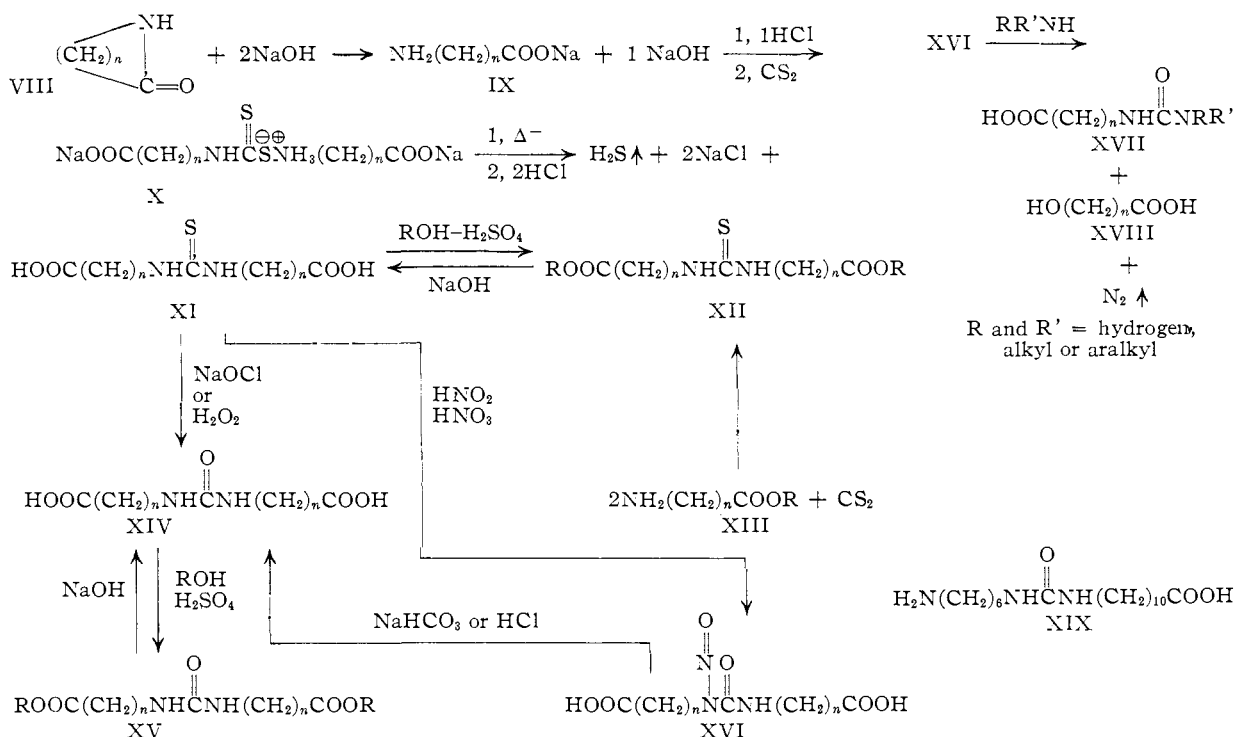 NH
(CH₂)ₙ + 2NaOH ⟶ NH₂(CH₂)ₙCOONa + 1 NaOH 1, 1HCl
2, CS₂
VIII C=O IX
S
NaOOC(CH₂)ₙNHCS⊖⊕NH₃(CH₂)ₙCOONa 1, Δ⁻
2, 2HCl H₂S↑ + 2NaCl +
X
S
HOOC(CH₂)ₙNHCNH(CH₂)ₙCOOH
XI
ROH–H₂SO₄
NaOH
S
ROOC(CH₂)ₙNHCNH(CH₂)ₙCOOR
XII
NaOCl
or
H₂O₂
HNO₂
HNO₃
O
HOOC(CH₂)ₙNHCNH(CH₂)ₙCOOH
XIV
2NH₂(CH₂)ₙCOOR + CS₂
XIII
NaOH
ROH
H₂SO₄
NaHCO₃ or HCl
O
ROOC(CH₂)ₙNHCNH(CH₂)ₙCOOR
XV
O
N O
HOOC(CH₂)ₙNCNH(CH₂)ₙCOOH
XVI
XVI RR'NH
O
HOOC(CH₂)ₙNHCNRR'
XVII
+
HO(CH₂)ₙCOOH
XVIII
+
N₂ ↑
R and R' = hydrogen,
alkyl or aralkyl
O
H₂N(CH₂)₆NHCNH(CH₂)₁₀COOH
XIX